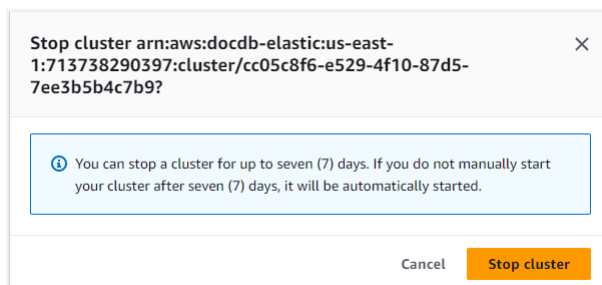 Stop cluster arn:aws:docdb-elastic:us-east-
1:713738290397:cluster/cc05c8f6-e529-4f10-87d5-
7ee3b5b4c7b9?
You can stop a cluster for up to seven (7) days. If you do not manually start
your cluster after seven (7) days, it will be automatically started.
Cancel
Stop cluster